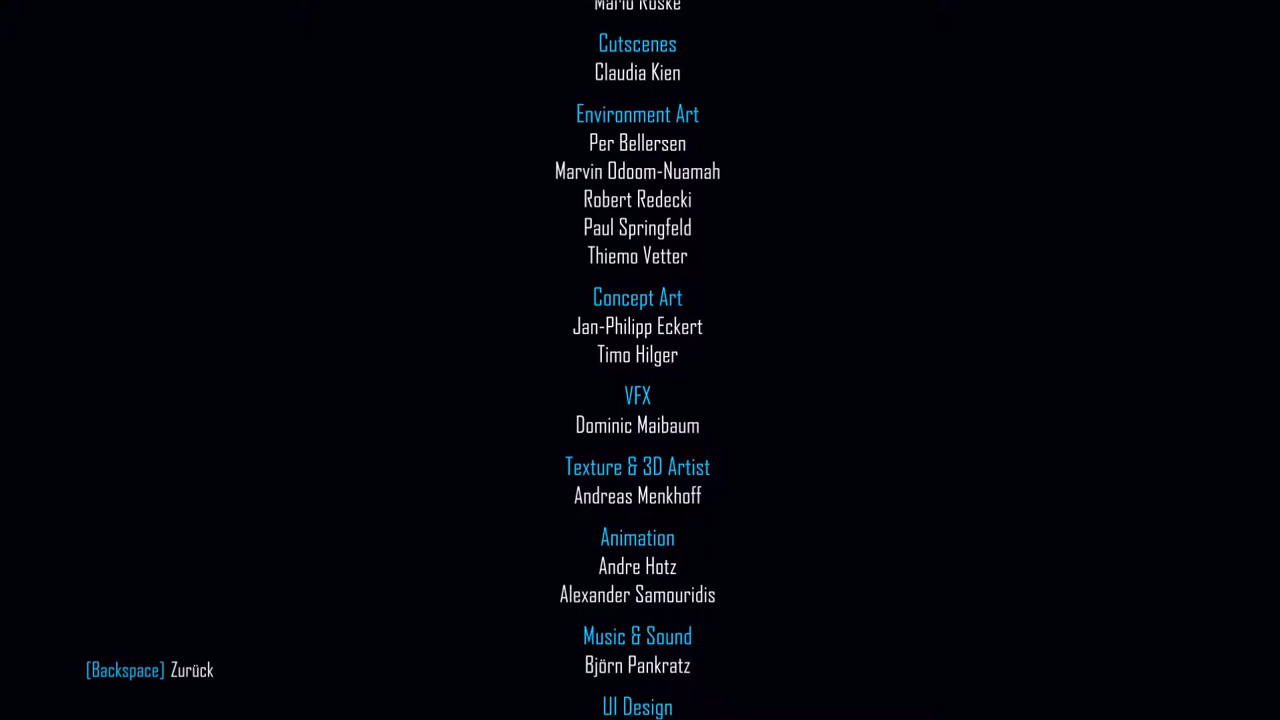 Mario Röske
Cutscenes
Claudia Kien
Environment Art
Per Bellersen
Marvin Odoom-Nuamah
Robert Redecki
Paul Springfeld
Thiemo Vetter
Concept Art
Jan-Philipp Eckert
Timo Hilger
VFX
Dominic Maibaum
Texture & 3D Artist
Andreas Menkhoff
Animation
Andre Hotz
Alexander Samouridis
Music & Sound
Björn Pankratz
[Backspace] Zurück
UI Design